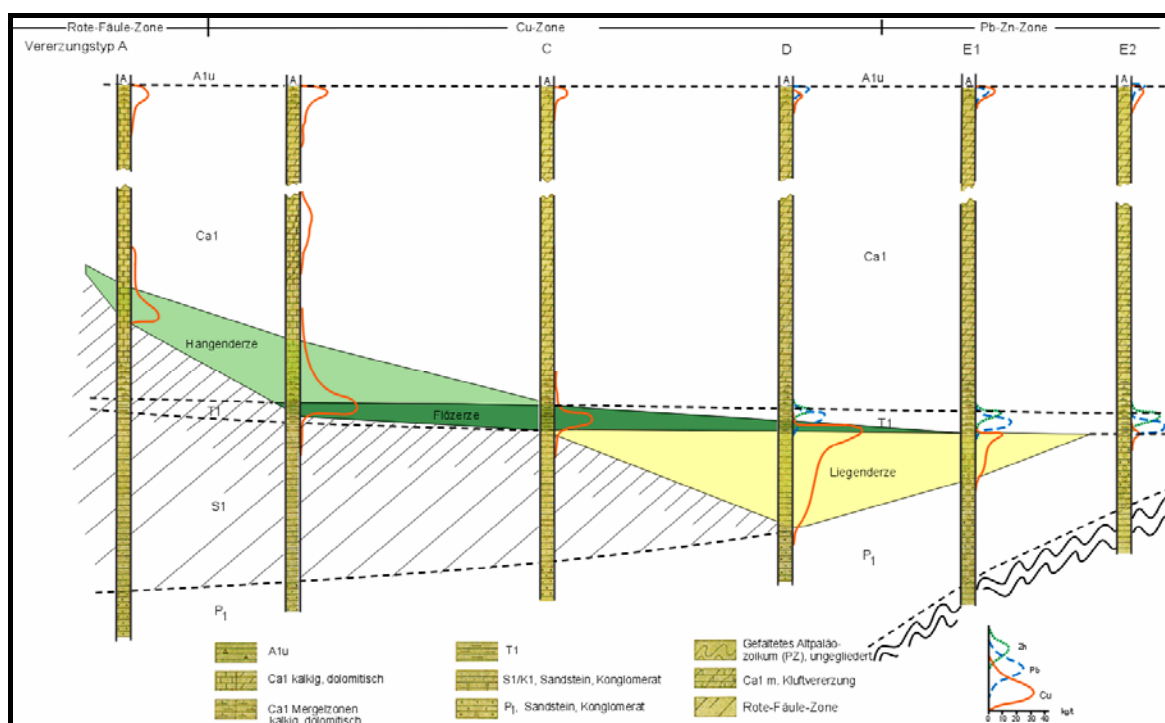 Rote-Fäule-Zone Cu-Zone Pb-Zn-Zone
Vererzungstyp A C D E1 E2
A1u A1u
A A A A A A
Ca1 Ca1
Hangenderze
T1 Flözerze T1
Liegenderze
S1
P1
P1
A1u
Ca1 kalkig, dolomitisch
Ca1 Mergelzonen
kalkig, dolomitisch
T1
S1/K1, Sandstein, Konglomerat
P1, Sandstein, Konglomerat
Gefaltetes Altpaläo-
zoikum (PZ), ungegliedert
Ca1 m. Kluftvererzung
Rote-Fäule-Zone
Zn
Pb
Cu
0 10 20 30 40 kg/t